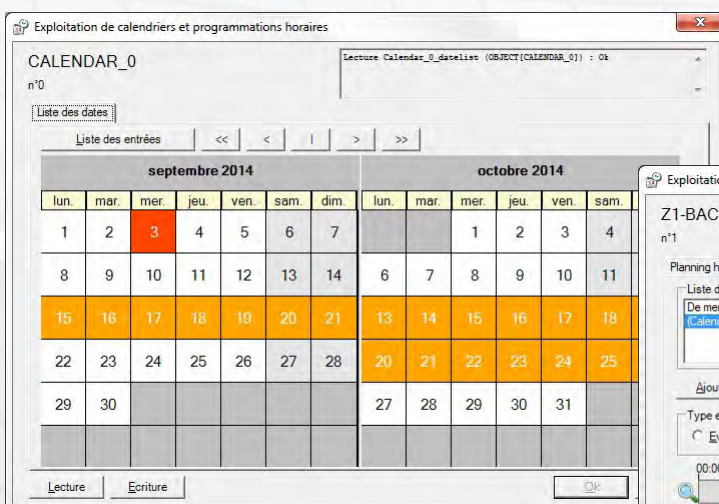 Exploitation de calendriers et programmations horaires
CALENDAR_0
n°0
Lecture Calendar_0_datelist (OBJECT[CALENDAR_0]) : Ok
Liste des dates
Liste des entrées << < | > >>
septembre 2014
lun. mar. mer. jeu. ven. sam. dim.
1 2 3 4 5 6 7
8 9 10 11 12 13 14
15 16 17 18 19 20 21
22 23 24 25 26 27 28
29 30
octobre 2014
lun. mar. mer. jeu. ven. sam.
1 2 3 4
6 7 8 9 10 11
13 14 15 16 17 18
20 21 22 23 24 25
27 28 29 30 31
Lecture Ecriture Ok
Exploitatio
Z1-BAC
n°1
Planning h
Liste d
De mer
(Calend
Ajou
Type e
Ev
00:00